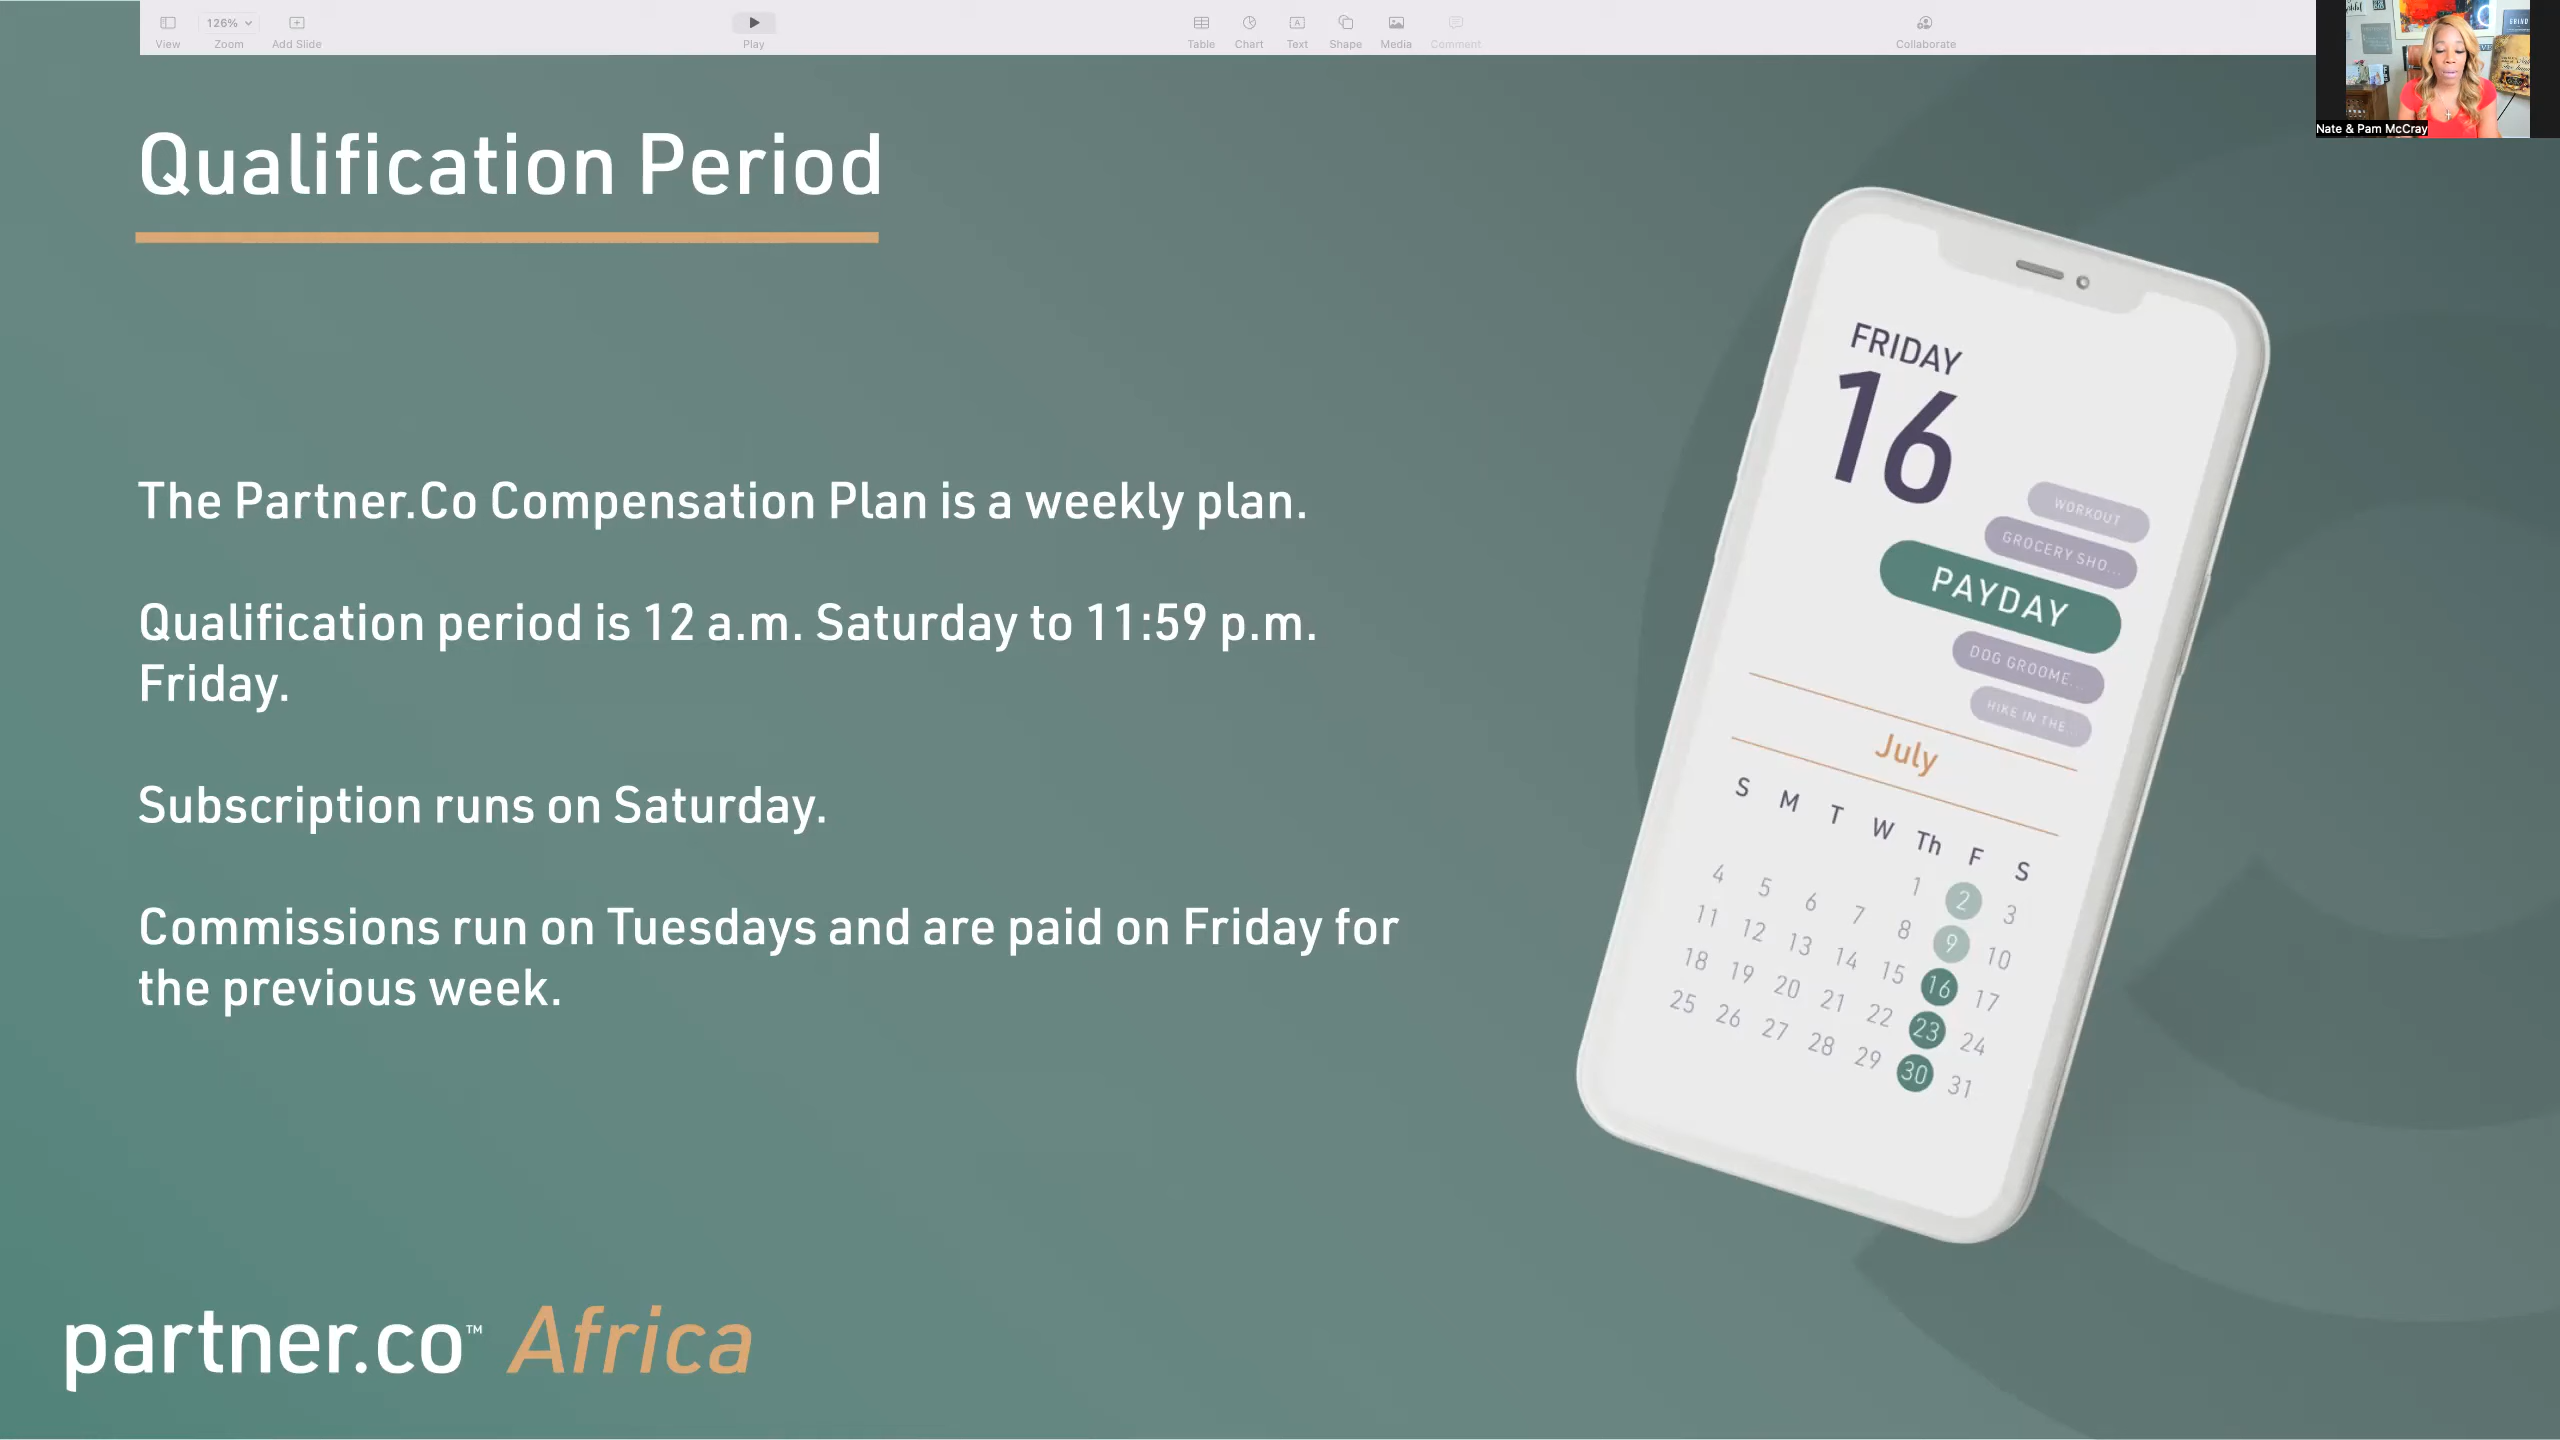 View
126%
Zoom
Add Slide
Play
Table
Chart
Text
Shape
Media
Comment
Collaborate
Nate & Pam McCray
Qualification Period
The Partner.Co Compensation Plan is a weekly plan.
Qualification period is 12 a.m. Saturday to 11:59 p.m.
Friday.
Subscription runs on Saturday.
Commissions run on Tuesdays and are paid on Friday for
the previous week.
FRIDAY
16
WORKOUT
GROCERY SHO...
PAYDAY
DOG GROOME...
HIKE IN THE...
July
S M T W Th F S
1 2 3
4 5 6 7 8 9 10
11 12 13 14 15 16 17
18 19 20 21 22 23 24
25 26 27 28 29 30 31
partner.co™ Africa